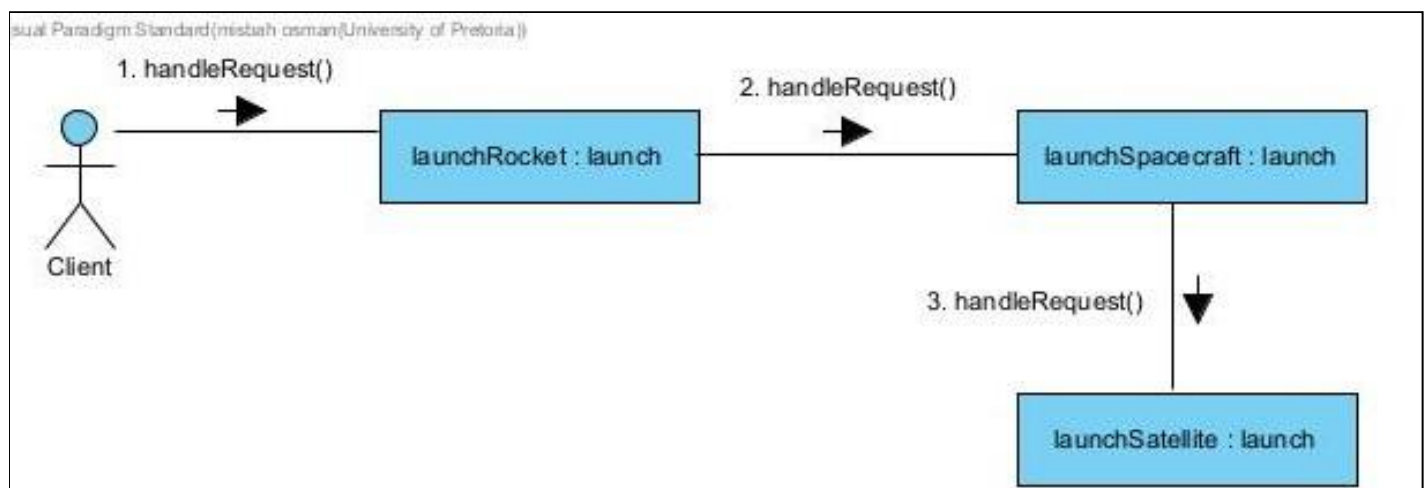 sual Paradigm Standard(misbah osman(University of Pretoria))
1. handleRequest()
2. handleRequest()
launchRocket : launch
launchSpacecraft : launch
Client
3. handleRequest()
launchSatellite : launch